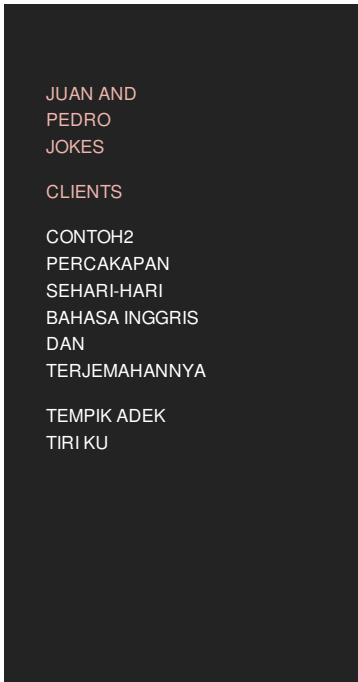 JUAN AND
PEDRO
JOKES
CLIENTS
CONTOH2
PERCAKAPAN
SEHARI-HARI
BAHASA INGGRIS
DAN
TERJEMAHANNYA
TEMPIK ADEK
TIRI KU